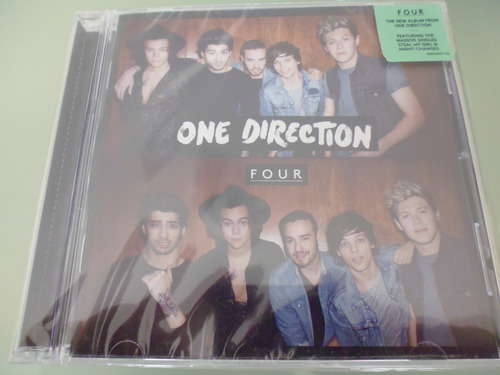 FOUR
THE NEW ALBUM FROM
ONE DIRECTION
FEATURING THE
MASSIVE SINGLES
STEAL MY GIRL &
NIGHT CHANGES
ONE DIRECTION
FOUR